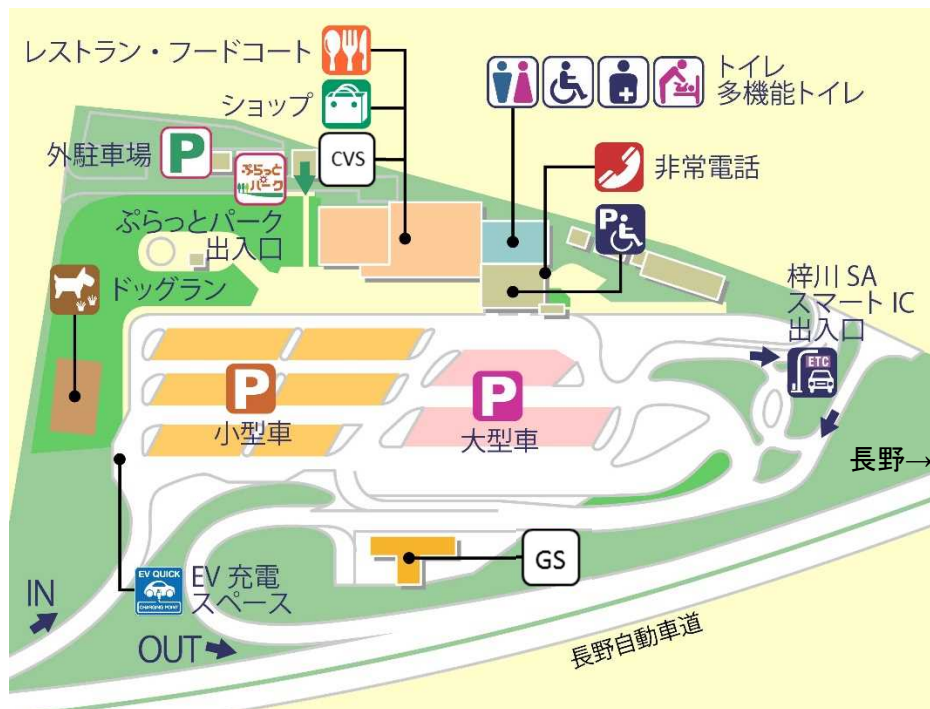 レストラン・フードコート
ショップ
CVS
トイレ
多機能トイレ
外駐車場
P
ぷらっと
パーク
非常電話
P
ぷらっとパーク
出入口
ドッグラン
梓川 SA
スマート IC
出入口
ETC
P
小型車
P
大型車
長野→
GS
EV QUICK
CHARGING POINT
EV 充電
スペース
IN
OUT
長野自動車道